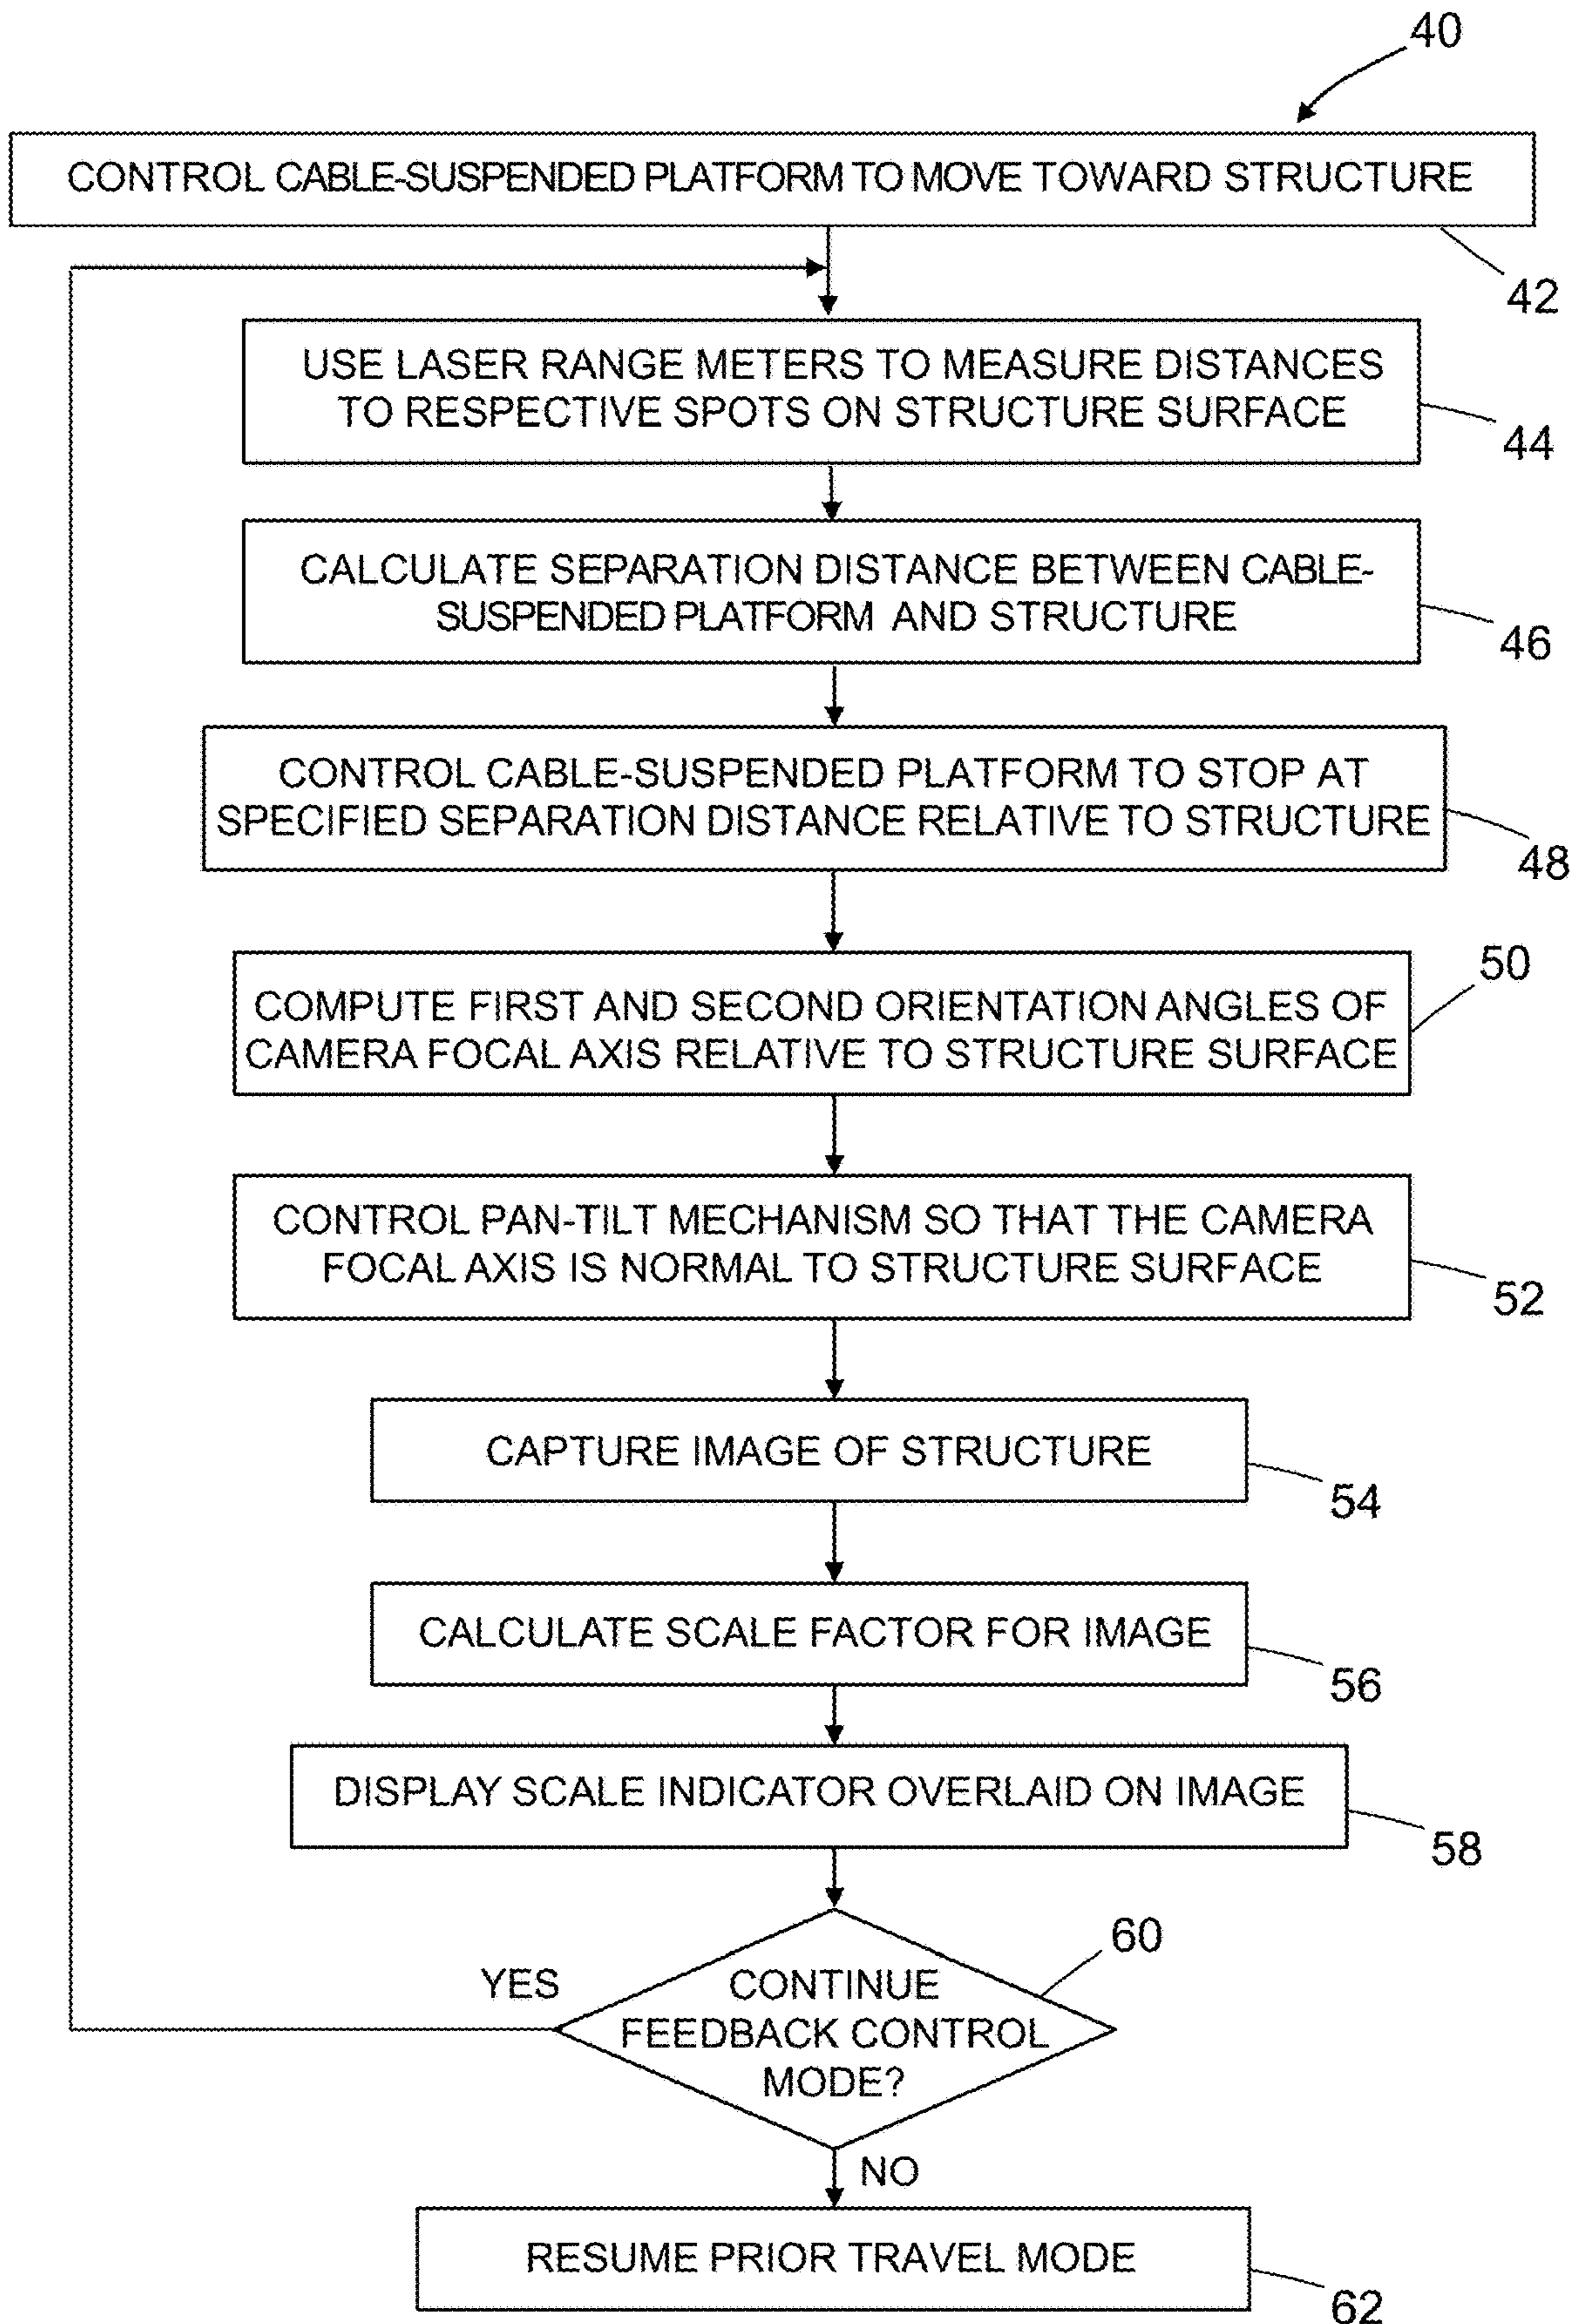 40
CONTROL CABLE-SUSPENDED PLATFORM TO MOVE TOWARD STRUCTURE
42
USE LASER RANGE METERS TO MEASURE DISTANCES
TO RESPECTIVE SPOTS ON STRUCTURE SURFACE
44
CALCULATE SEPARATION DISTANCE BETWEEN CABLE-
SUSPENDED PLATFORM AND STRUCTURE
46
CONTROL CABLE-SUSPENDED PLATFORM TO STOP AT
SPECIFIED SEPARATION DISTANCE RELATIVE TO STRUCTURE
48
50
COMPUTE FIRST AND SECOND ORIENTATION ANGLES OF
CAMERA FOCAL AXIS RELATIVE TO STRUCTURE SURFACE
CONTROL PAN-TILT MECHANISM SO THAT THE CAMERA
FOCAL AXIS IS NORMAL TO STRUCTURE SURFACE
52
CAPTURE IMAGE OF STRUCTURE
54
CALCULATE SCALE FACTOR FOR IMAGE
56
DISPLAY SCALE INDICATOR OVERLAID ON IMAGE
58
60
YES
CONTINUE
FEEDBACK CONTROL
MODE?
NO
RESUME PRIOR TRAVEL MODE
62